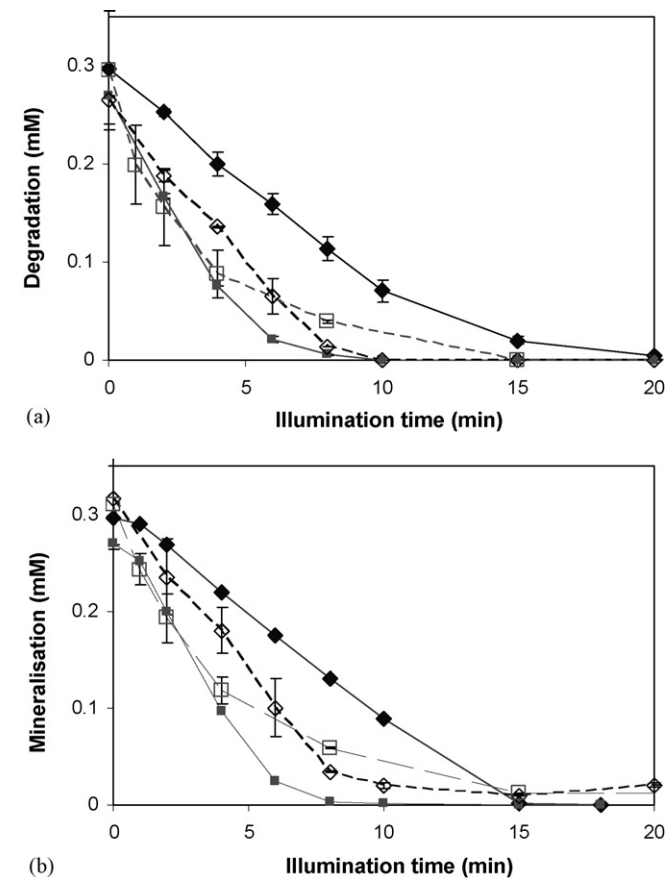 0.3
0.2
0.1
0
Degradation (mM)
0 5 10 15 20
Illumination time (min)
(a)
0.3
0.2
0.1
0
Mineralisation (mM)
0 5 10 15 20
Illumination time (min)
(b)